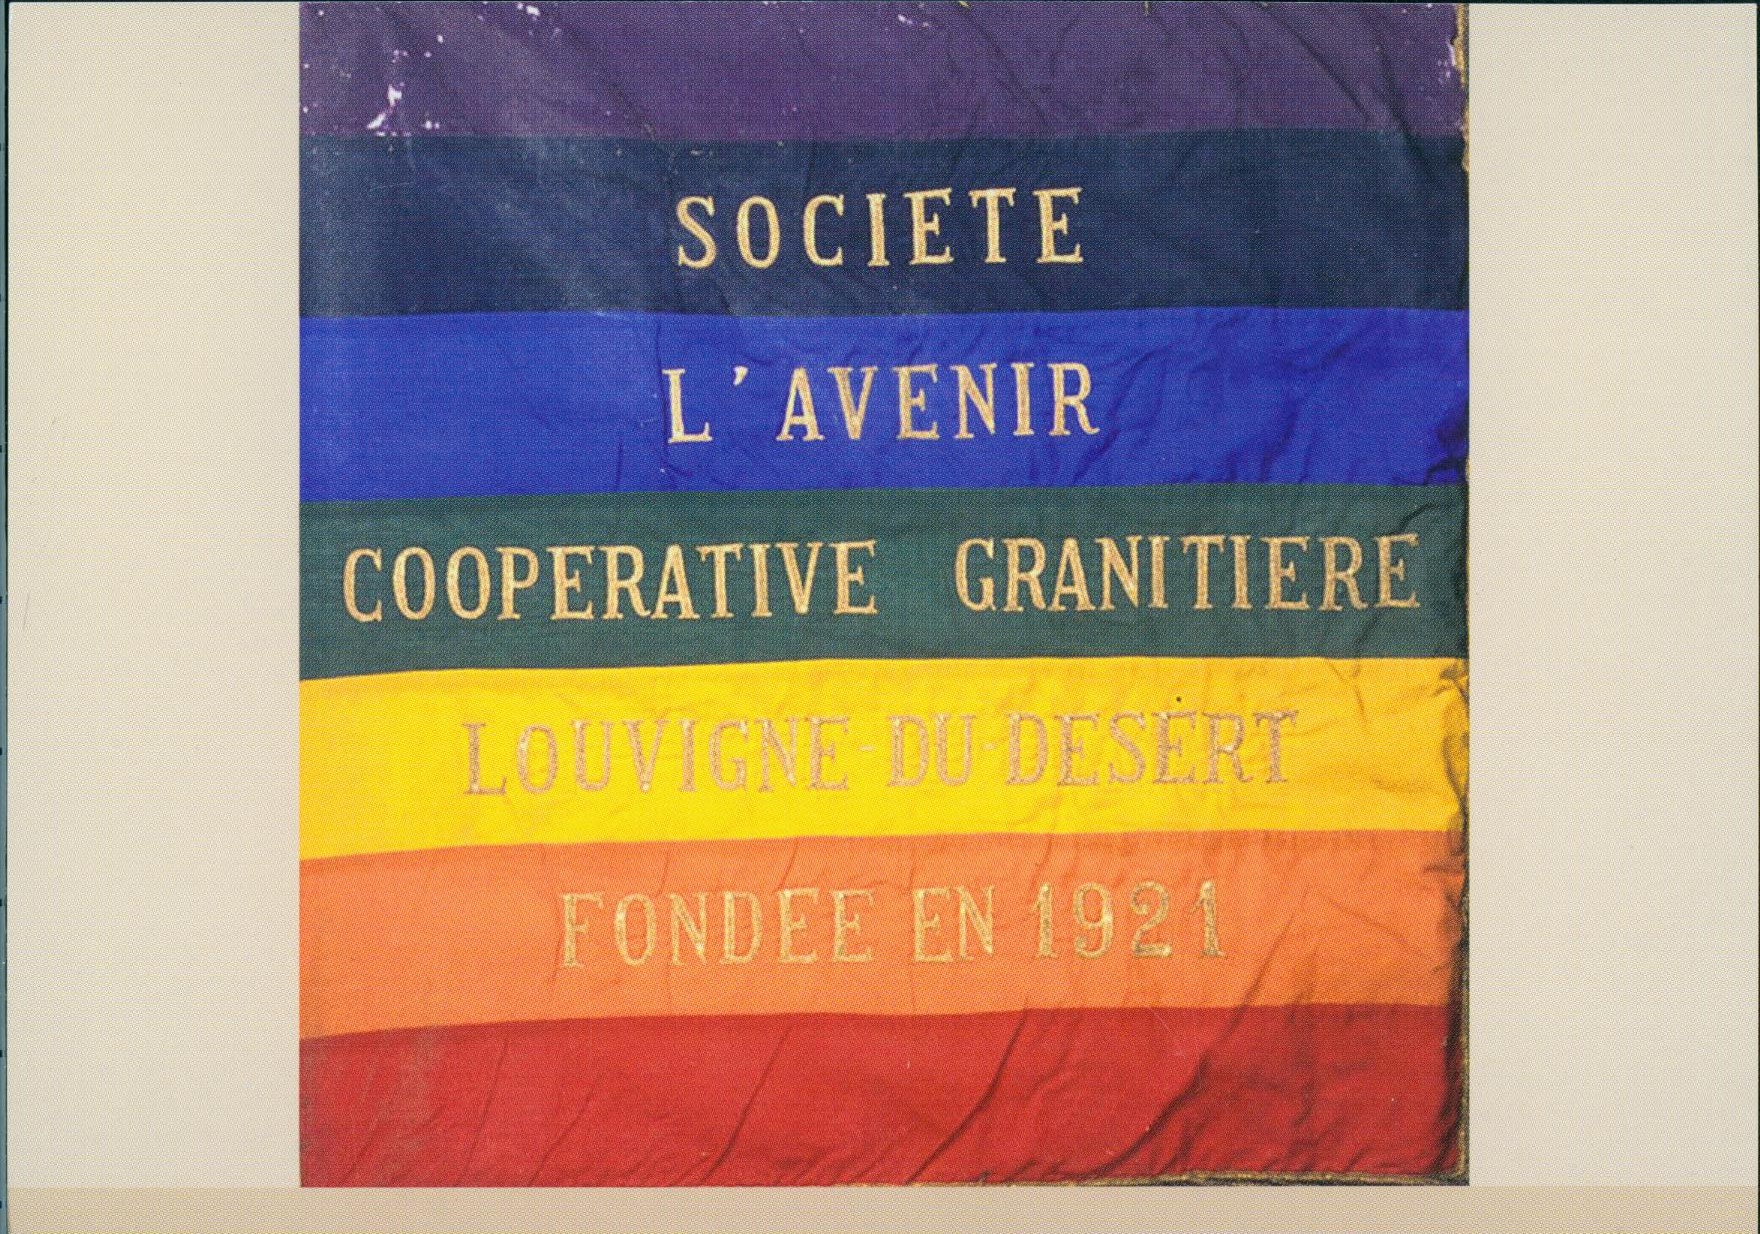 SOCIETE
L'AVENIR
COOPERATIVE GRANITIERE
LOUVIGNE-DU-DESERT
FONDEE EN 1921